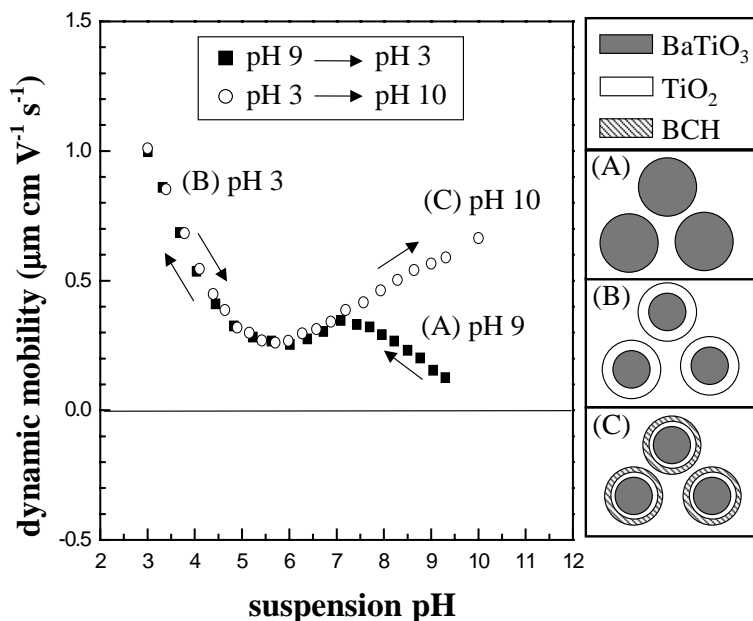 dynamic mobility (μm cm V⁻¹ s⁻¹)
1.5
1.0
0.5
0.0
-0.5
pH 9 → pH 3
pH 3 → pH 10
(B) pH 3
(C) pH 10
(A) pH 9
2 3 4 5 6 7 8 9 10 11 12
suspension pH
BaTiO₃
TiO₂
BCH
(A)
(B)
(C)